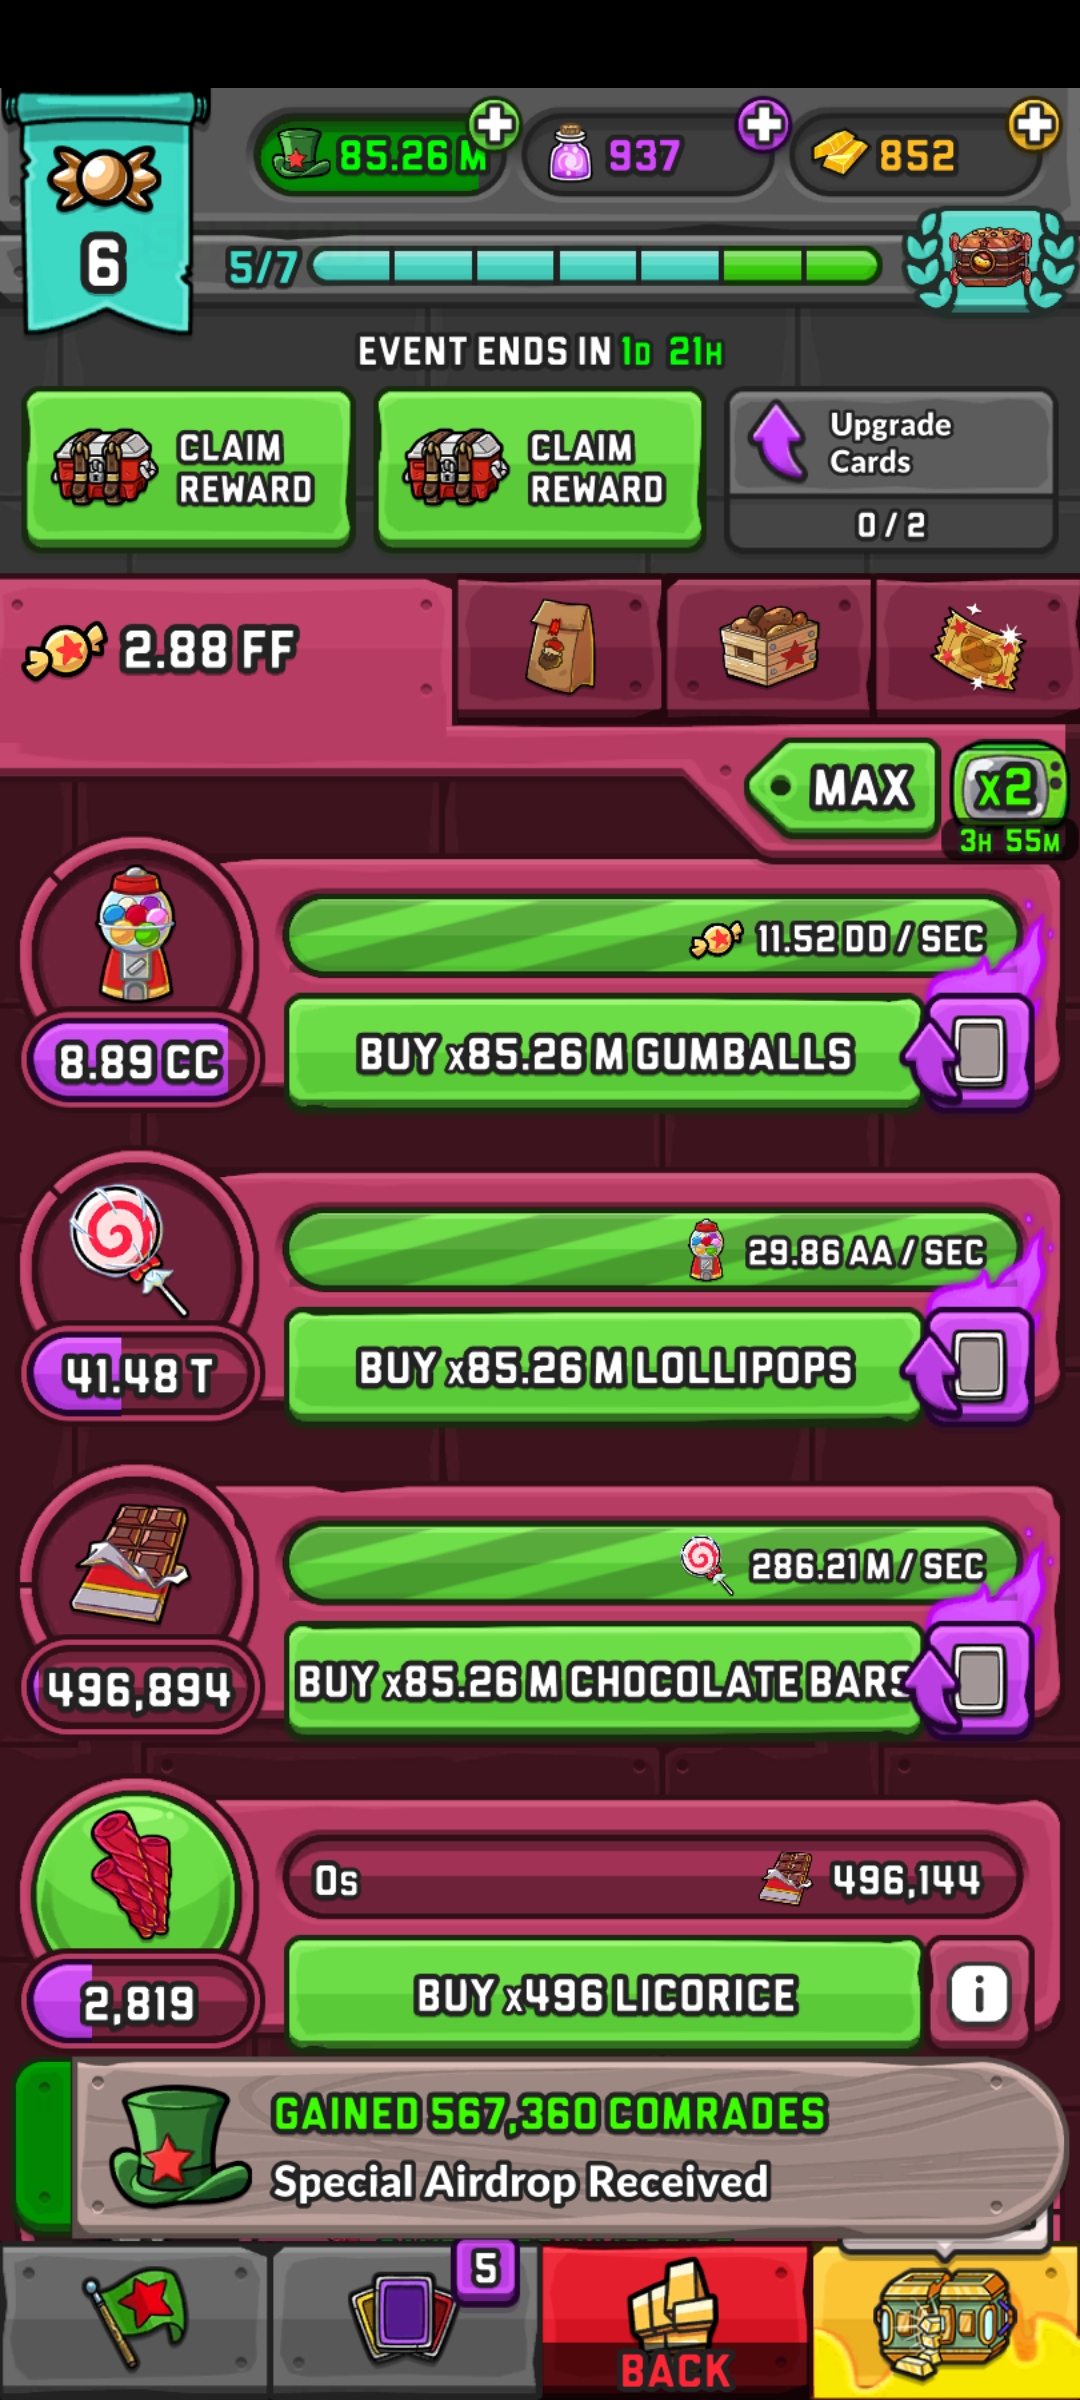 85.26 M
937
852
6
5/7
EVENT ENDS IN 1D 21H
CLAIM
REWARD
CLAIM
REWARD
Upgrade
Cards
0 / 2
2.88 FF
MAX
x2
3H 55M
11.52 DD / SEC
8.89 CC
BUY x85.26 M GUMBALLS
29.86 AA / SEC
41.48 T
BUY x85.26 M LOLLIPOPS
286.21 M / SEC
496,894
BUY x85.26 M CHOCOLATE BARS
0s
496,144
2,819
BUY x496 LICORICE
i
GAINED 567,360 COMRADES
Special Airdrop Received
5
BACK